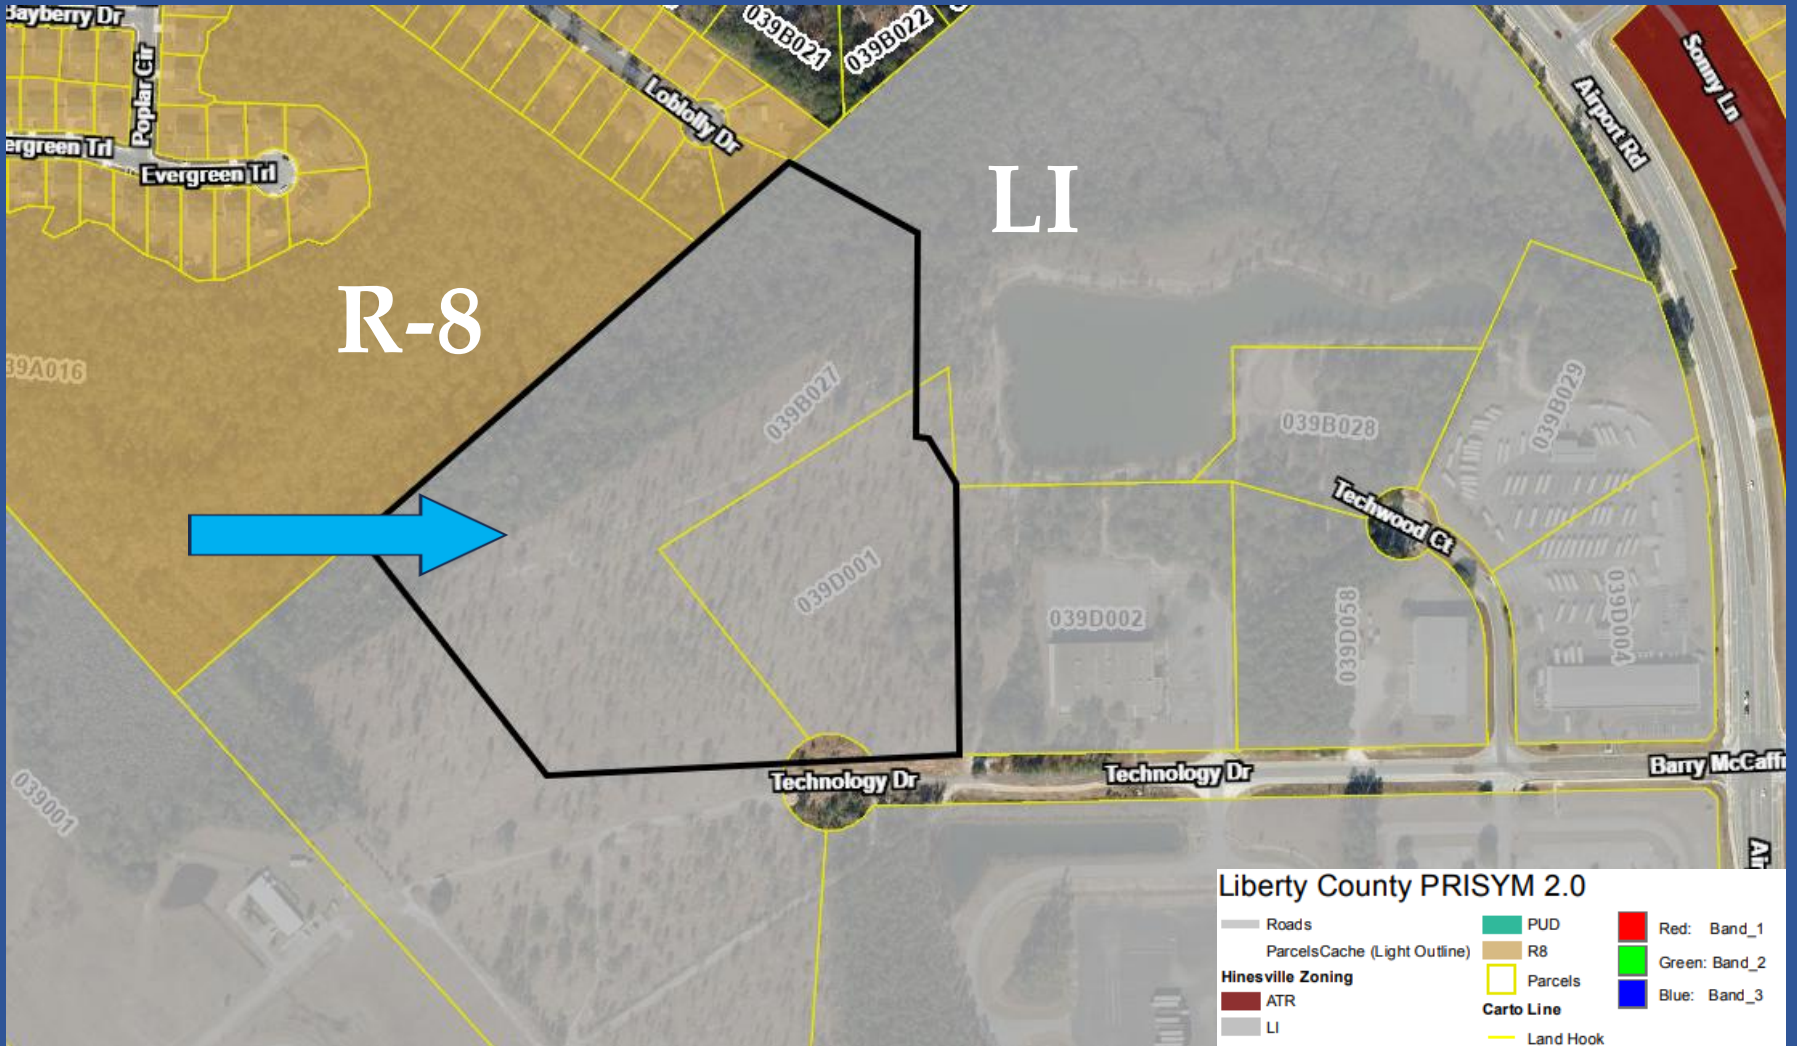 Bayberry Dr
Poplar Cir
ergreen Trl
Evergreen Trl
Loblolly Dr
039B021
039B022
Airport Rd
Sonny Ln
LI
R-8
39A016
039B027
039B028
039B029
Techwood Ct
039D001
039D002
039D058
039D004
039001
Technology Dr
Technology Dr
Barry McCaffr
Air
Liberty County PRISYM 2.0
Roads
ParcelsCache (Light Outline)
Hinesville Zoning
ATR
LI
PUD
R8
Parcels
Carto Line
Land Hook
Red: Band_1
Green: Band_2
Blue: Band_3